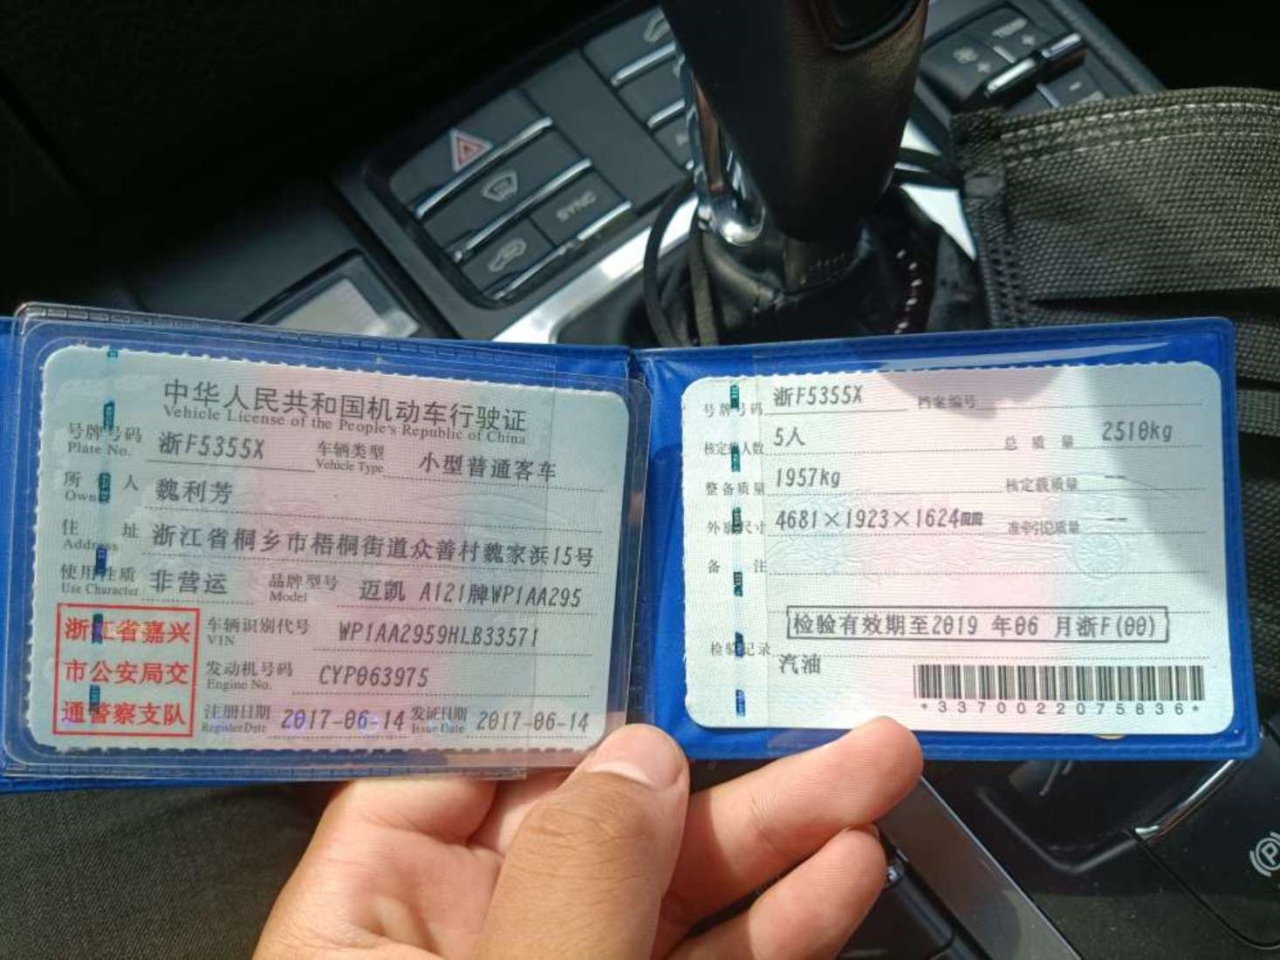 SYNC
中华人民共和国机动车行驶证
Vehicle License of the People's Republic of China
号牌号码 浙F5355X 车辆类型 小型普通客车
Plate No. Vehicle Type
所 人 魏利芳
Own
住 址 浙江省桐乡市梧桐街道众善村魏家浜15号
Address
使用性质 非营运 品牌型号 迈凯 A121牌WP1AA295
Use Character Model
浙江省嘉兴
市公安局交
通警察支队
车辆识别代号 WP1AA2959HLB33571
VIN
发动机号码 CYP063975
Engine No.
注册日期 2017-06-14 发证日期 2017-06-14
Register Date Issue Date
号牌号码 浙F5355X 档案编号
核定 人数 5人 总质量 2510kg
整备质量 1957kg 核定载质量 --
外 尺寸 4681×1923×1624mm 准牵引总质量 --
备 注
检验有效期至2019 年06 月浙F(00)
检验记录
汽油
*3370022075836*
P